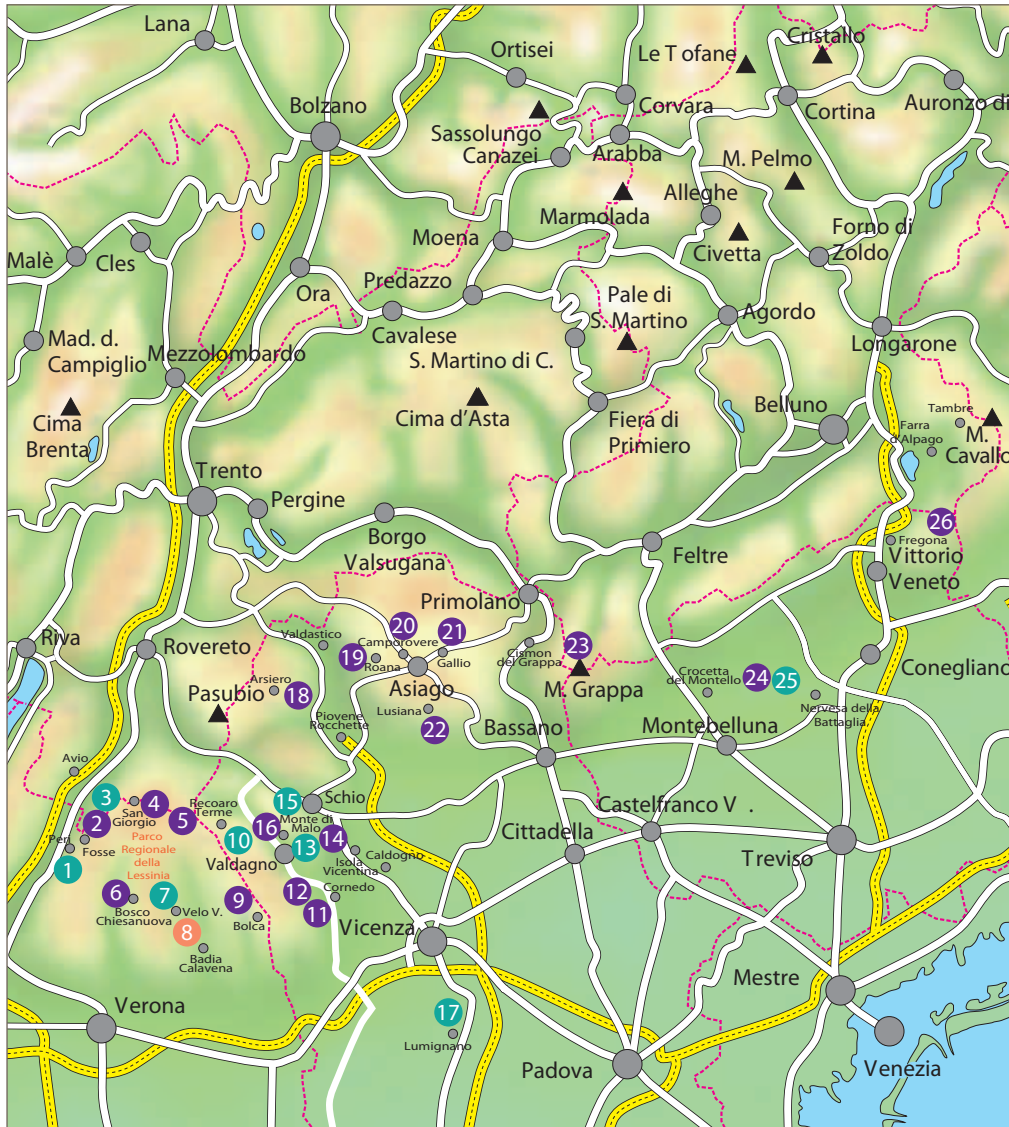 Lana
Ortisei
Le T ofane
Cristallo
Bolzano
Corvara
Cortina
Auronzo di
Sassolungo
Canazei
Arabba
M. Pelmo
Marmolada
Alleghe
Malè
Cles
Moena
Civetta
Forno di
Zoldo
Ora
Predazzo
Cavalese
Pale di
S. Martino
Agordo
Longarone
Mad. d.
Campiglio
Mezzolombardo
S. Martino di C.
Cima
Brenta
Cima d'Asta
Fiera di
Primiero
Belluno
Tambre
Farra
d'Alpago
M.
Cavallo
Trento
Pergine
Borgo
Valsugana
Feltre
26
Fregona
Vittorio
Veneto
Primolano
Riva
Rovereto
Valdastico
20
Camporovere
21
Gallio
19
Roana
Asiago
Cismon
del Grappa
23
M. Grappa
Conegliano
Arsiero
18
Pasubio
Lusiana
22
Crocetta
del Montello
24
25
Nervesa della
Battaglia
Piovene
Rocchette
Bassano
Montebelluna
Avio
3
San
Giorgio
4
5
2
Peri
Fosse
1
Parco
Regionale
della
Lessinia
Recoaro
Terme
10
15
Schio
16
Monte di
Malo
13
14
Valdagno
Isola
Vicentina
Caldogno
Castelfranco V .
Cittadella
Treviso
6
Bosco
Chiesanuova
7
Velo V.
8
Badia
Calavena
9
Bolca
12
11
Cornedo
Vicenza
Mestre
Verona
17
Lumignano
Padova
Venezia